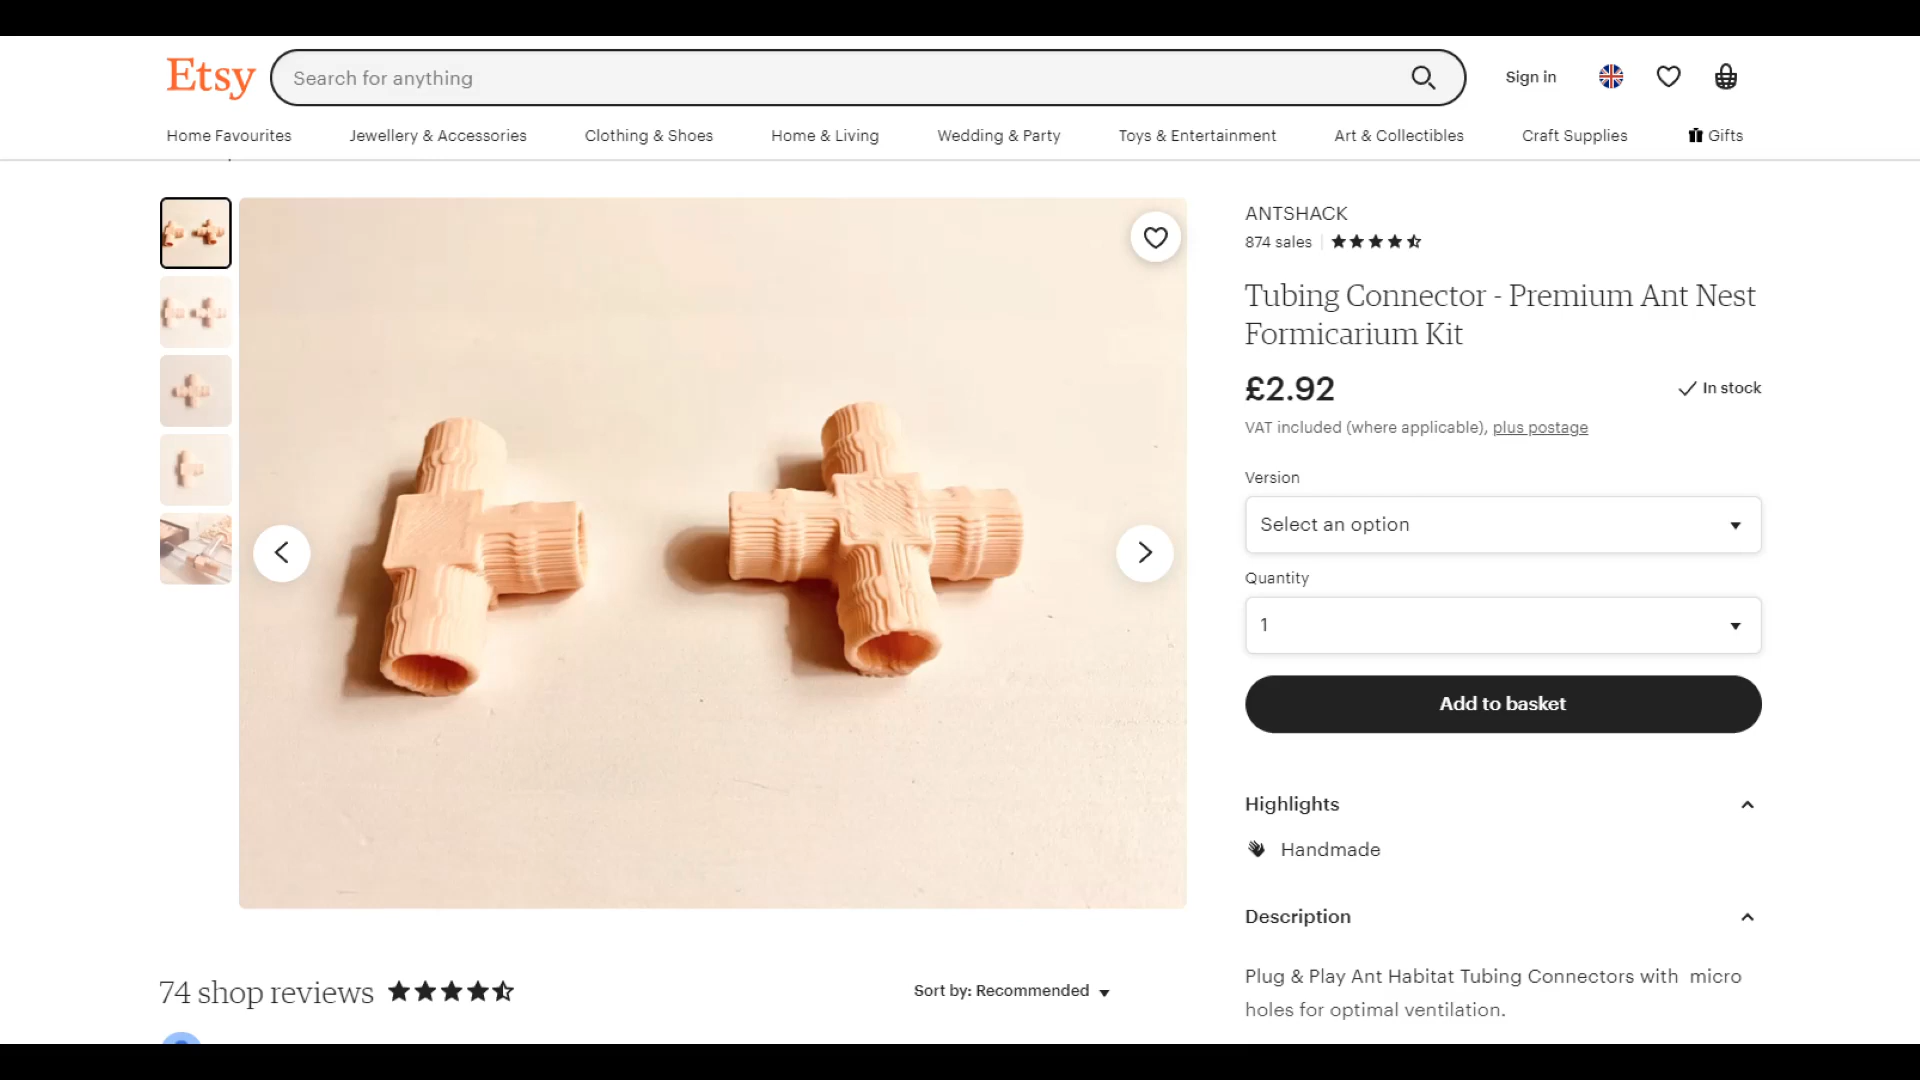 Etsy
Search for anything
Sign in
Home Favourites
Jewellery & Accessories
Clothing & Shoes
Home & Living
Wedding & Party
Toys & Entertainment
Art & Collectibles
Craft Supplies
Gifts
ANTSHACK
874 sales
Tubing Connector - Premium Ant Nest
Formicarium Kit
£2.92
In stock
VAT included (where applicable), plus postage
Version
Select an option
Quantity
1
Add to basket
Highlights
Handmade
Description
Plug & Play Ant Habitat Tubing Connectors with micro
holes for optimal ventilation.
74 shop reviews
Sort by: Recommended